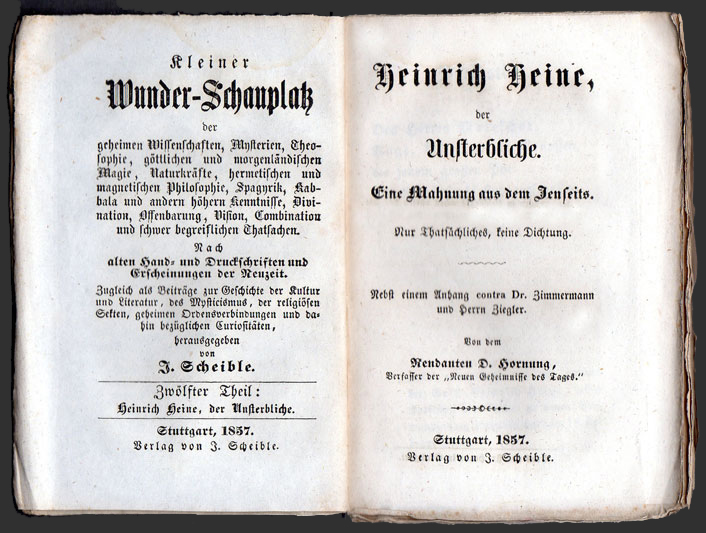 Kleiner
Wunder-Schauplatz
der
geheimen Wissenschaften, Mysterien, Theo-
sophie, göttlichen und morgenländischen
Magie, Naturkräfte, hermetischen und
magnetischen Philosophie, Spagyrik, Kab-
bala und andern höhern Kenntnisse, Divi-
nation, Offenbarung, Vision, Combination
und schwer begreiflichen Thatsachen.
Nach
alten Hand- und Druckschriften und
Erscheinungen der Neuzeit.
Zugleich als Beiträge zur Geschichte der Kultur
und Literatur, des Mysticismus, der religiösen
Sekten, geheimen Ordensverbindungen und da-
hin bezüglichen Curiositäten,
herausgegeben
von
J. Scheible.
Zwölfter Theil:
Heinrich Heine, der Unsterbliche.
Stuttgart, 1857.
Verlag von J. Scheible.
Heinrich Heine,
der
Unsterbliche.
Eine Mahnung aus dem Jenseits.
Nur Thatsächliches, keine Dichtung.
Nebst einem Anhang contra Dr. Zimmermann
und Herrn Ziegler.
Von dem
Rendanten D. Hornung,
Verfasser der „Neuen Geheimnisse des Tages.“
Stuttgart, 1857.
Verlag von J. Scheible.